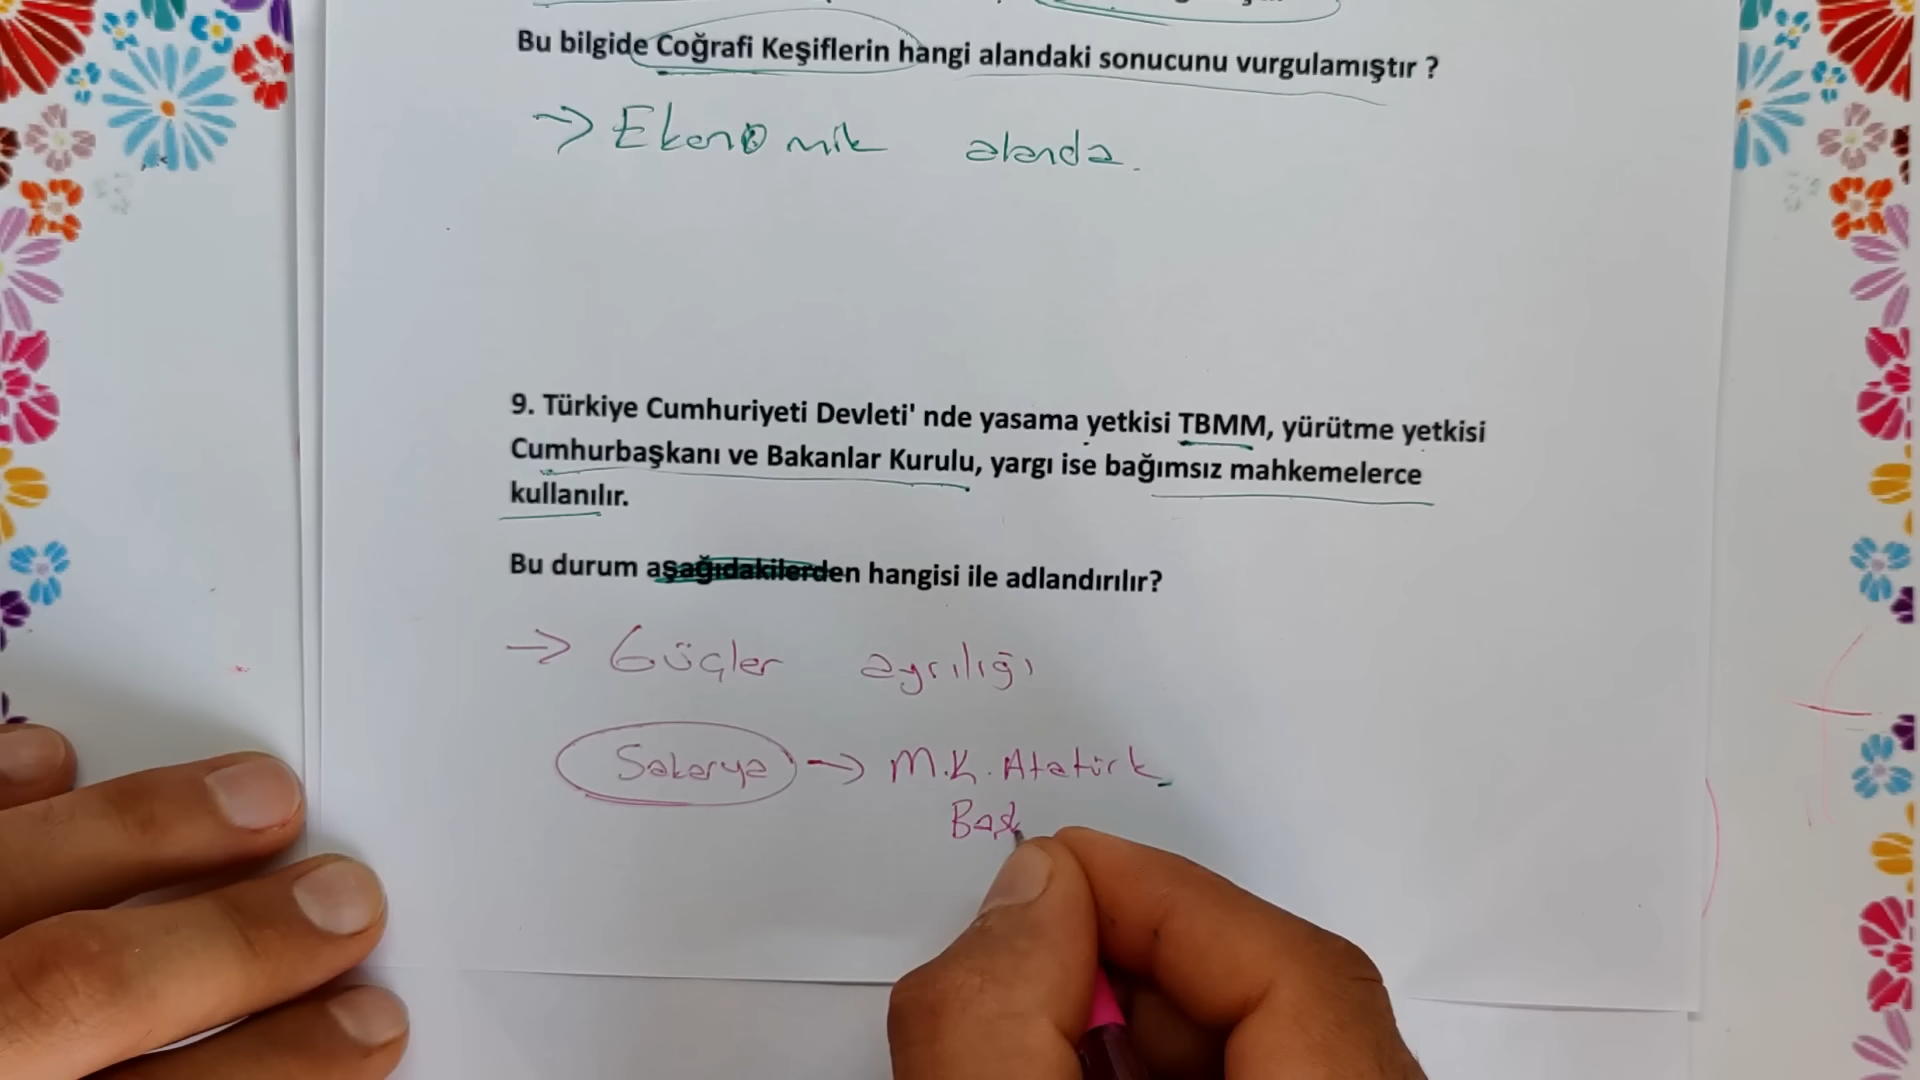 Bu bilgide Coğrafi Keşiflerin hangi alandaki sonucunu vurgulamıştır ?
→ Ekonomik alanda.
9. Türkiye Cumhuriyeti Devleti' nde yasama yetkisi TBMM, yürütme yetkisi
Cumhurbaşkanı ve Bakanlar Kurulu, yargı ise bağımsız mahkemelerce
kullanılır.
Bu durum aşağıdakilerden hangisi ile adlandırılır?
→ Güçler ayrılığı
Sakarya → M.K. Atatürk
Başk